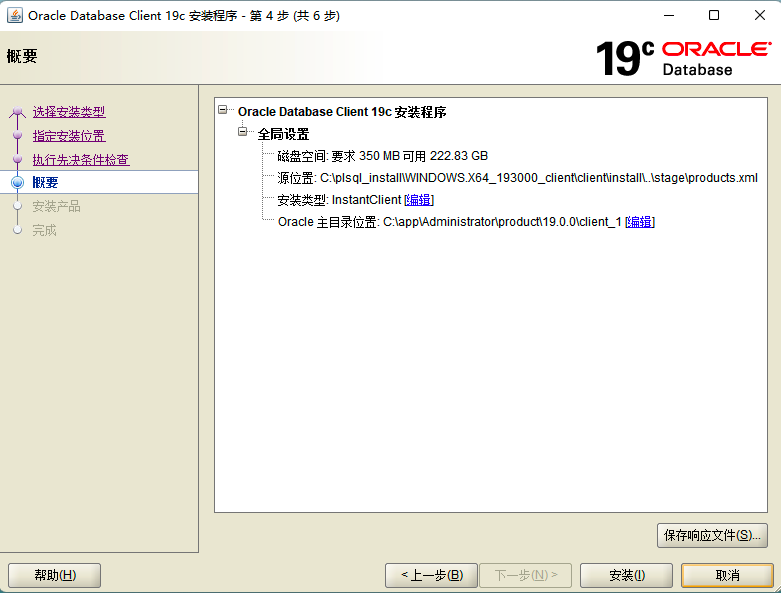 Oracle Database Client 19c 安装程序 - 第 4 步 (共 6 步)
概要
19c ORACLE
Database
选择安装类型
指定安装位置
执行先决条件检查
概要
安装产品
完成
Oracle Database Client 19c 安装程序
全局设置
磁盘空间: 要求 350 MB 可用 222.83 GB
源位置: C:\plsql_install\WINDOWS.X64_193000_client\client\install\..\stage\products.xml
安装类型: InstantClient [编辑]
Oracle 主目录位置: C:\app\Administrator\product\19.0.0\client_1 [编辑]
保存响应文件(S)...
帮助(H)
< 上一步(B)
下一步(N) >
安装(I)
取消